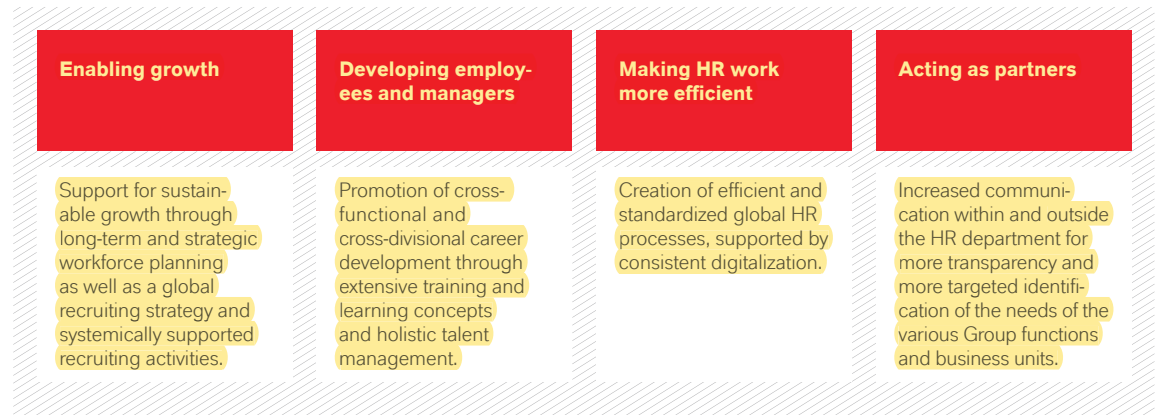 Enabling growth
Support for sustain-
able growth through
long-term and strategic
workforce planning
as well as a global
recruiting strategy and
systemically supported
recruiting activities.
Developing employ-
ees and managers
Promotion of cross-
functional and
cross-divisional career
development through
extensive training and
learning concepts
and holistic talent
management.
Making HR work
more efficient
Creation of efficient and
standardized global HR
processes, supported by
consistent digitalization.
Acting as partners
Increased communi-
cation within and outside
the HR department for
more transparency and
more targeted identifi-
cation of the needs of the
various Group functions
and business units.